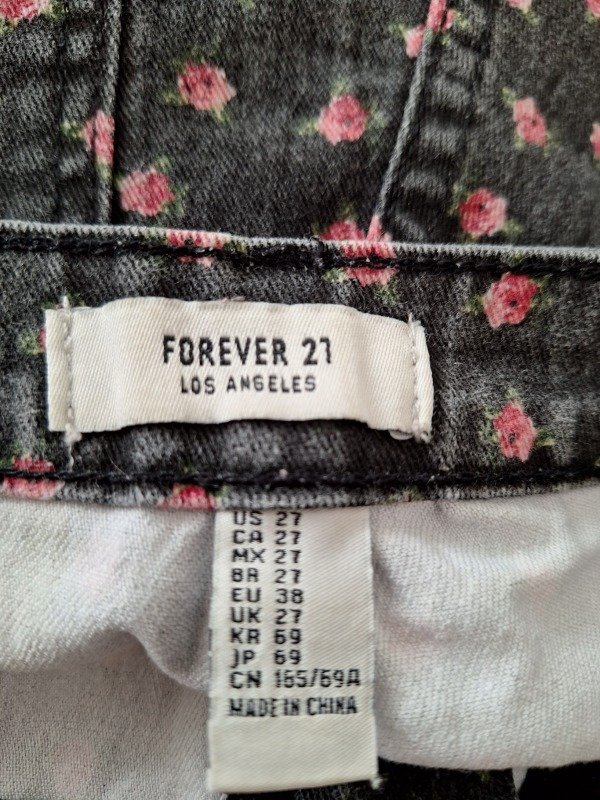 FOREVER 21
LOS ANGELES
US 27
CA 27
MX 27
BR 27
EU 38
UK 27
KR 69
JP 69
CN 165/69A
MADE IN CHINA